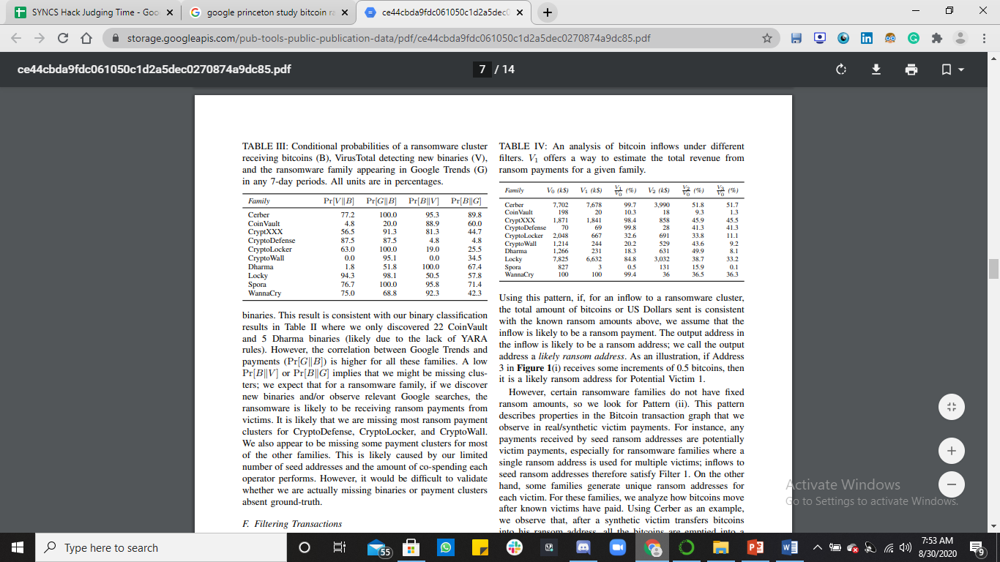 SYNCS Hack Judging Time - Goo
google princeton study bitcoin ra
ce44cbda9fdc061050c1d2a5dec0
storage.googleapis.com/pub-tools-public-publication-data/pdf/ce44cbda9fdc061050c1d2a5dec0270874a9dc85.pdf
ce44cbda9fdc061050c1d2a5dec0270874a9dc85.pdf
7 / 14
TABLE III: Conditional probabilities of a ransomware cluster
receiving bitcoins (B), VirusTotal detecting new binaries (V),
and the ransomware family appearing in Google Trends (G)
in any 7-day periods. All units are in percentages.
Family Pr[V||B] Pr[G||B] Pr[B||V] Pr[B||G]
Cerber 77.2 100.0 95.3 89.8
CoinVault 4.8 20.0 88.9 60.0
CryptXXX 56.5 91.3 81.3 44.7
CryptoDefense 87.5 87.5 4.8 4.8
CryptoLocker 63.0 100.0 19.0 25.5
CryptoWall 0.0 95.1 0.0 34.5
Dharma 1.8 51.8 100.0 67.4
Locky 94.3 98.1 50.5 57.8
Spora 76.7 100.0 95.8 71.4
WannaCry 75.0 68.8 92.3 42.3
binaries. This result is consistent with our binary classification
results in Table II where we only discovered 22 CoinVault
and 5 Dharma binaries (likely due to the lack of YARA
rules). However, the correlation between Google Trends and
payments (Pr[G||B]) is higher for all these families. A low
Pr[B||V] or Pr[B||G] implies that we might be missing clus-
ters; we expect that for a ransomware family, if we discover
new binaries and/or observe relevant Google searches, the
ransomware is likely to be receiving ransom payments from
victims. It is likely that we are missing most ransom payment
clusters for CryptoDefense, CryptoLocker, and CryptoWall.
We also appear to be missing some payment clusters for most
of the other families. This is likely caused by our limited
number of seed addresses and the amount of co-spending each
operator performs. However, it would be difficult to validate
whether we are actually missing binaries or payment clusters
absent ground-truth.
F. Filtering Transactions
TABLE IV: An analysis of bitcoin inflows under different
filters. V1 offers a way to estimate the total revenue from
ransom payments for a given family.
Family V0 (k$) V1 (k$) V1/V0 (%) V2 (k$) V2/V0 (%) V3/V0 (%)
Cerber 7,702 7,678 99.7 3,990 51.8 51.7
CoinVault 198 20 10.3 18 9.3 1.3
CryptXXX 1,871 1,841 98.4 858 45.9 45.5
CryptoDefense 70 69 99.8 28 41.3 41.3
CryptoLocker 2,048 667 32.6 691 33.8 11.1
CryptoWall 1,214 244 20.2 529 43.6 9.2
Dharma 1,266 231 18.3 631 49.9 8.1
Locky 7,825 6,632 84.8 3,032 38.7 33.2
Spora 827 3 0.5 131 15.9 0.1
WannaCry 100 100 99.4 36 36.5 36.3
Using this pattern, if, for an inflow to a ransomware cluster,
the total amount of bitcoins or US Dollars sent is consistent
with the known ransom amounts above, we assume that the
inflow is likely to be a ransom payment. The output address in
the inflow is likely to be a ransom address; we call the output
address a likely ransom address. As an illustration, if Address
3 in Figure 1(i) receives some increments of 0.5 bitcoins, then
it is a likely ransom address for Potential Victim 1.
However, certain ransomware families do not have fixed
ransom amounts, so we look for Pattern (ii). This pattern
describes properties in the Bitcoin transaction graph that we
observe in real/synthetic victim payments. For instance, any
payments received by seed ransom addresses are potentially
victim payments, especially for ransomware families where a
single ransom address is used for multiple victims; inflows to
seed ransom addresses therefore satisfy Filter 1. On the other
hand, some families generate unique ransom addresses for
each victim. For these families, we analyze how bitcoins move
after known victims have paid. Using Cerber as an example,
we observe that, after a synthetic victim transfers bitcoins
into his ransom address, all the bitcoins are emptied into a
Activate Windows
Go to Settings to activate Windows.
Type here to search
55
7:53 AM
8/30/2020
9